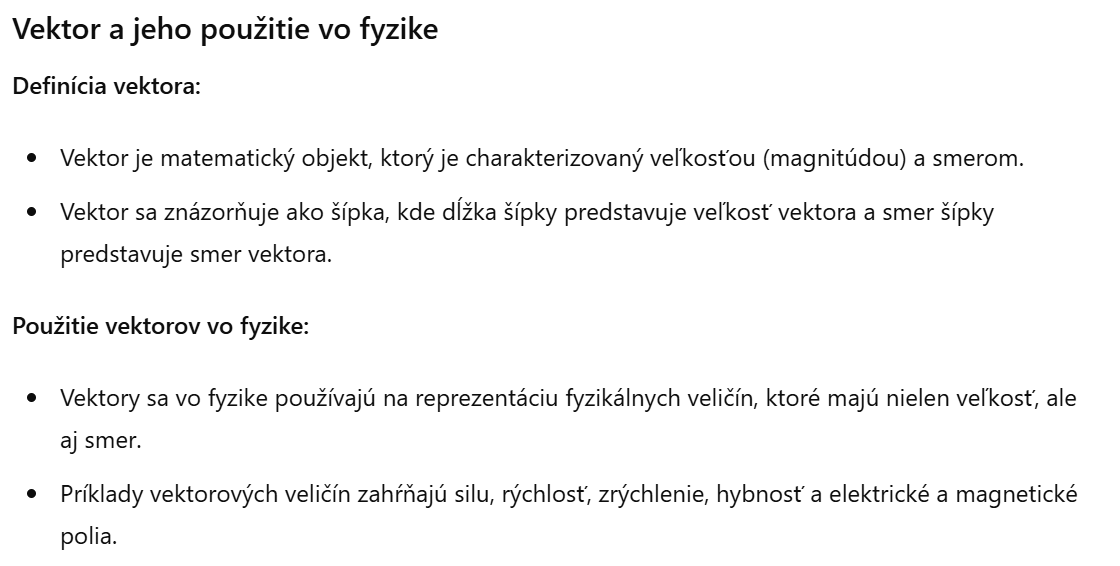 Vektor a jeho použitie vo fyzike
Definícia vektora:
• Vektor je matematický objekt, ktorý je charakterizovaný veľkosťou (magnitúdou) a smerom.
• Vektor sa znázorňuje ako šípka, kde dĺžka šípky predstavuje veľkosť vektora a smer šípky
predstavuje smer vektora.
Použitie vektorov vo fyzike:
• Vektory sa vo fyzike používajú na reprezentáciu fyzikálnych veličín, ktoré majú nielen veľkosť, ale
aj smer.
• Príklady vektorových veličín zahŕňajú silu, rýchlosť, zrýchlenie, hybnosť a elektrické a magnetické
polia.